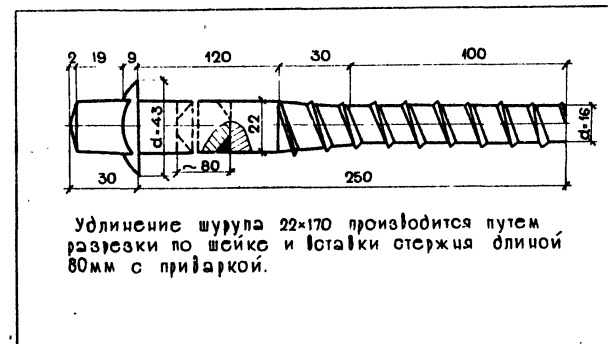 2 19 9 120 30 100
d=43
22
d=16
~80
30 250
Удлинение шурупа 22×170 производится путем
разрезки по шейке и вставки стержня длиной
80мм с приваркой.